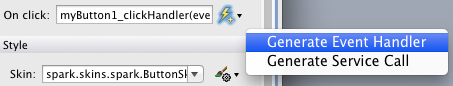 On click: myButton1_clickHandler(eve
Generate Event Handler
Style
Generate Service Call
Skin: spark.skins.spark.ButtonSk